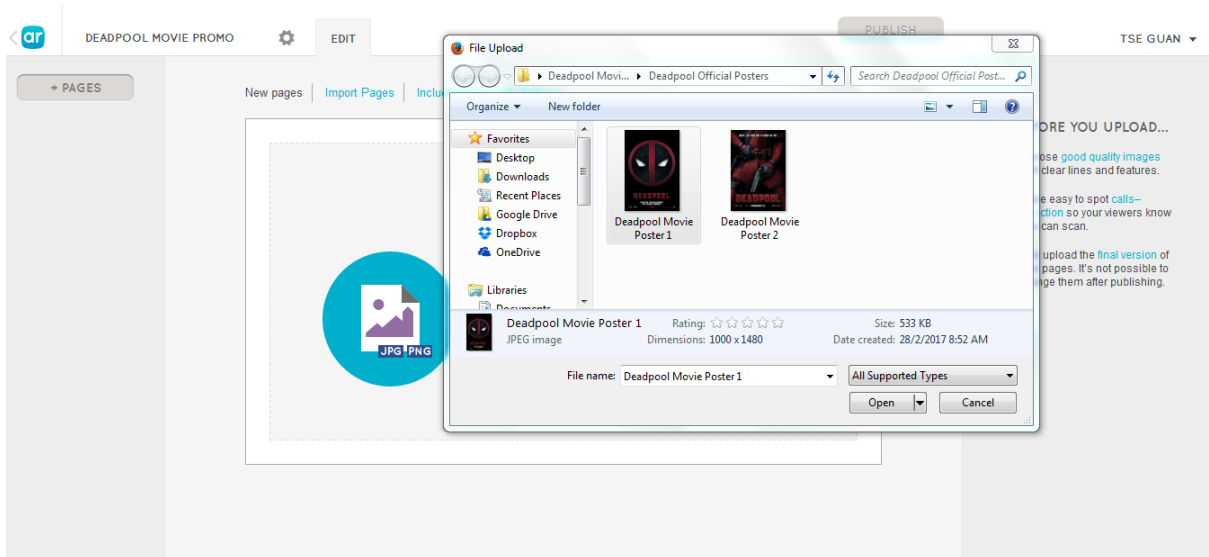 ar
DEADPOOL MOVIE PROMO
EDIT
PUBLISH
TSE GUAN
+ PAGES
New pages
Import Pages
File Upload
Deadpool Movi...
Deadpool Official Posters
Search Deadpool Official Post...
Organize
New folder
Favorites
Desktop
Downloads
Recent Places
Google Drive
Dropbox
OneDrive
Libraries
Documents
DEADPOOL
Deadpool Movie
Poster 1
DEADPOOL
Deadpool Movie
Poster 2
Deadpool Movie Poster 1
JPEG image
Rating:
Dimensions: 1000 x 1480
Size: 533 KB
Date created: 28/2/2017 8:52 AM
File name:
Deadpool Movie Poster 1
All Supported Types
Open
Cancel
JPG PNG
ORE YOU UPLOAD...
ose good quality images
clear lines and features.
e easy to spot calls–
ction so your viewers know
can scan.
upload the final version of
pages. It's not possible to
nge them after publishing.